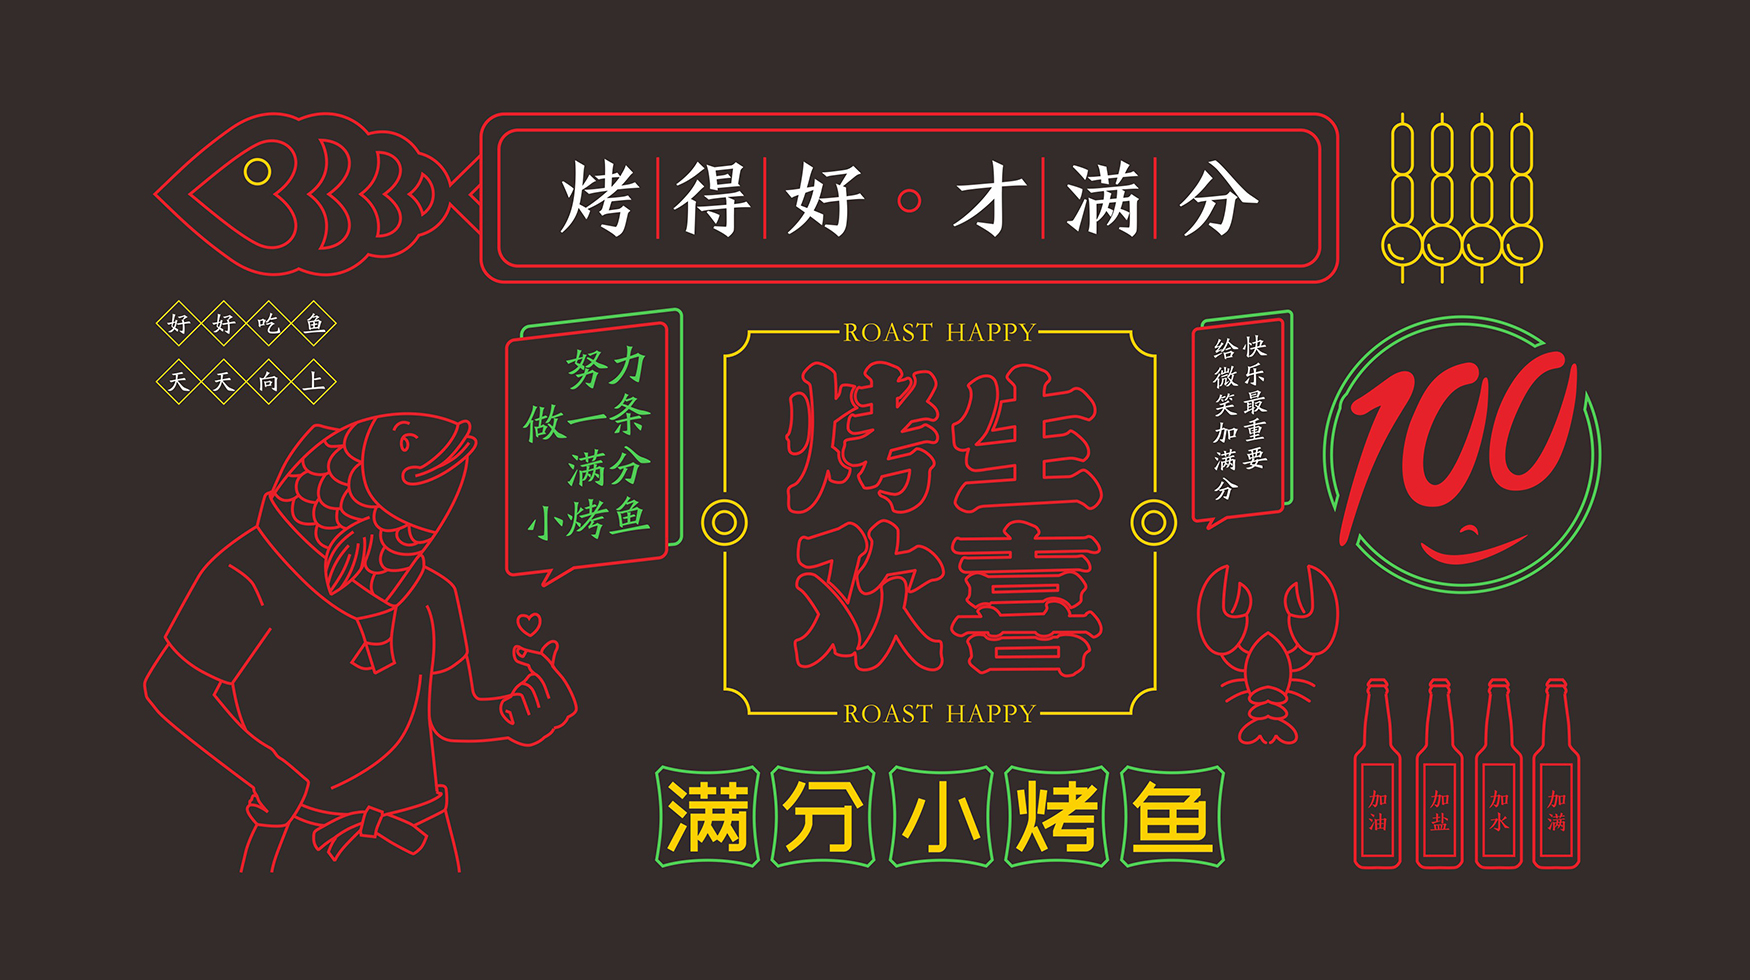 烤得好·才满分
好好吃鱼
天天向上
努力
做一条
满分
小烤鱼
ROAST HAPPY
烤生
欢喜
ROAST HAPPY
快乐最重要
给微笑加满分
100
满分小烤鱼
加油
加盐
加水
加满